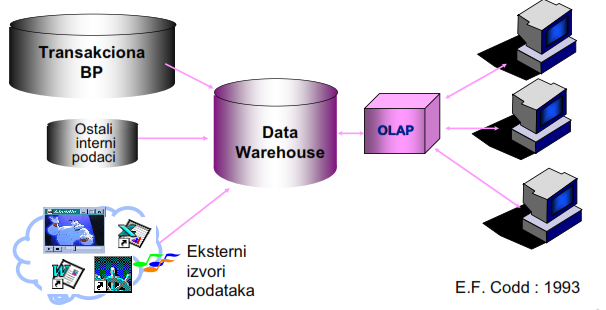 Transakciona
BP
Ostali
interni
podaci
Data
Warehouse
OLAP
Eksterni
izvori
podataka
E.F. Codd : 1993